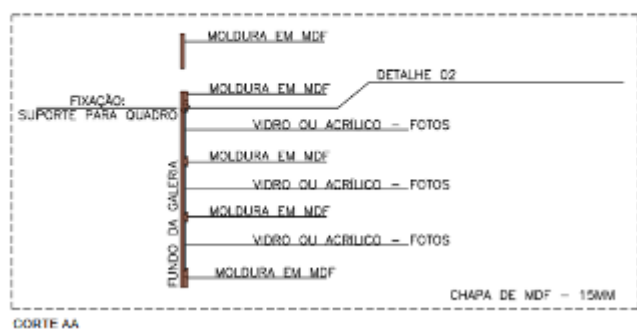 MOLDURA EM MDF
MOLDURA EM MDF
DETALHE 02
FIXAÇÃO:
SUPORTE PARA QUADRO
VIDRO OU ACRÍLICO - FOTOS
MOLDURA EM MDF
VIDRO OU ACRÍLICO - FOTOS
MOLDURA EM MDF
VIDRO OU ACRÍLICO - FOTOS
MOLDURA EM MDF
FUNDO DA GALERIA
CHAPA DE MDF - 15MM
CORTE AA